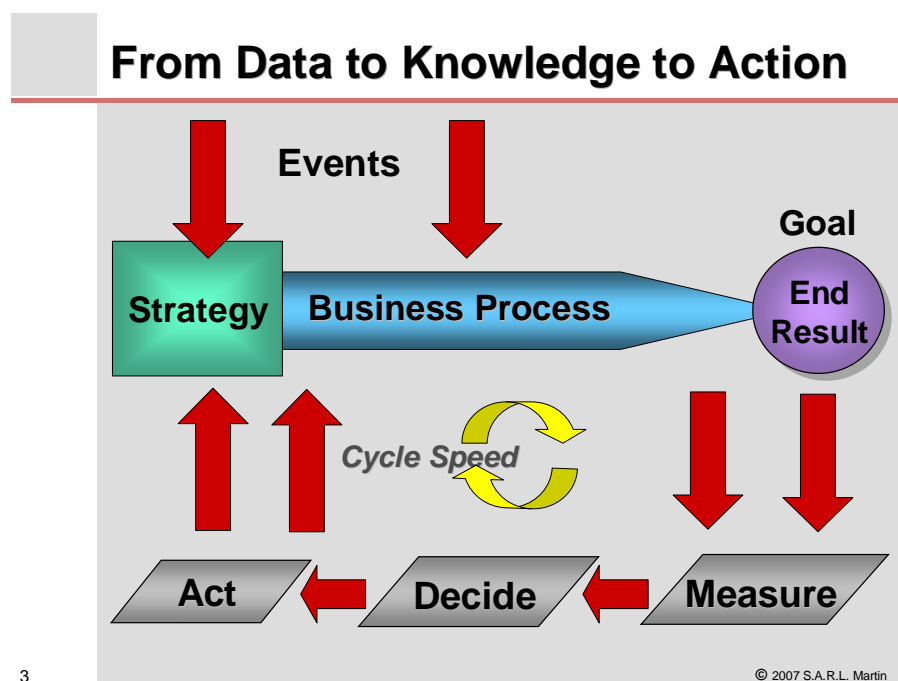 From Data to Knowledge to Action
Events
Goal
Strategy
Business Process
End
Result
Cycle Speed
Act
Decide
Measure
3
© 2007 S.A.R.L. Martin